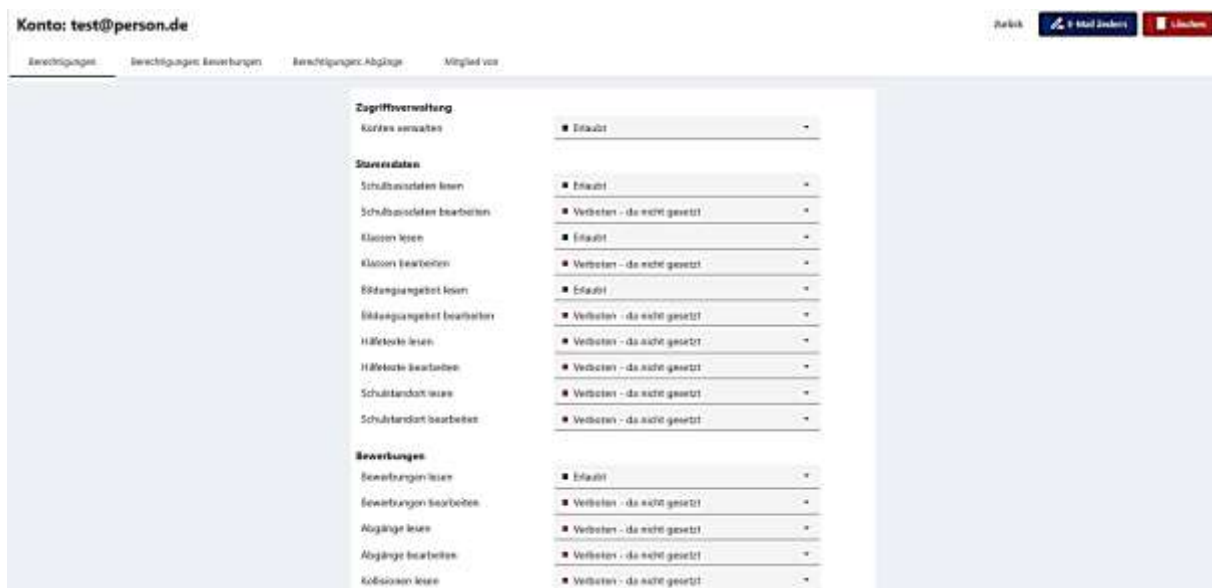 Konto: test@person.de
Zurück E-Mail ändern Löschen
Berechtigungen Berechtigungen: Bewerbungen Berechtigungen: Abgänge Mitglied von
Zugriffsverwaltung
Konten verwalten Erlaubt
Stammdaten
Schulbasisdaten lesen Erlaubt
Schulbasisdaten bearbeiten Verboten - da nicht gesetzt
Klassen lesen Erlaubt
Klassen bearbeiten Verboten - da nicht gesetzt
Bildungsangebot lesen Erlaubt
Bildungsangebot bearbeiten Verboten - da nicht gesetzt
Hilfetexte lesen Verboten - da nicht gesetzt
Hilfetexte bearbeiten Verboten - da nicht gesetzt
Schulstandort lesen Verboten - da nicht gesetzt
Schulstandort bearbeiten Verboten - da nicht gesetzt
Bewerbungen
Bewerbungen lesen Erlaubt
Bewerbungen bearbeiten Verboten - da nicht gesetzt
Abgänge lesen Verboten - da nicht gesetzt
Abgänge bearbeiten Verboten - da nicht gesetzt
Kollisionen lesen Verboten - da nicht gesetzt